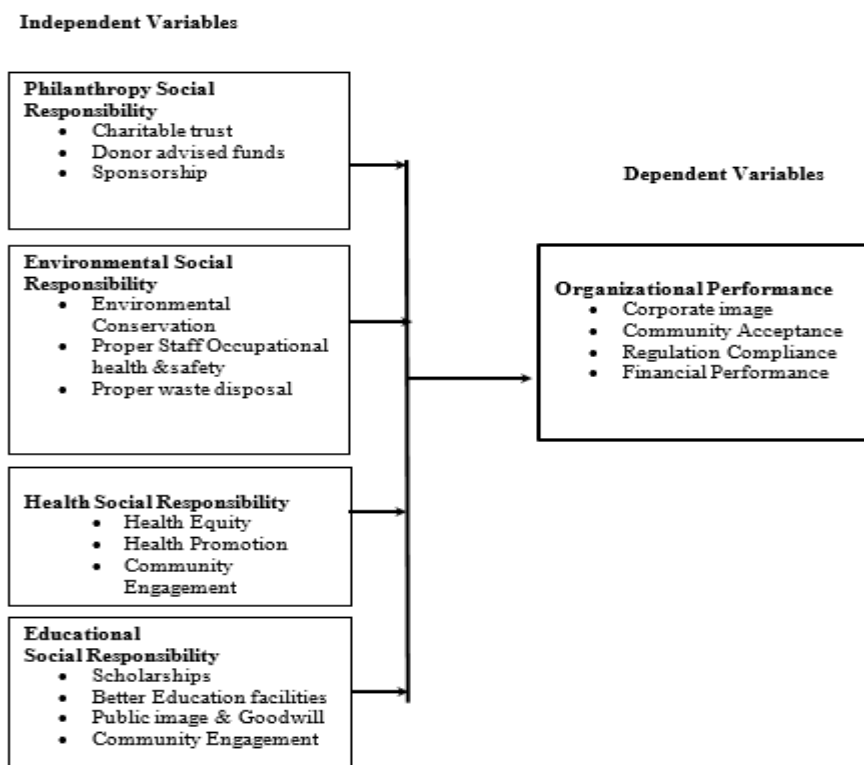 Independent Variables
Philanthropy Social
Responsibility
• Charitable trust
• Donor advised funds
• Sponsorship
Environmental Social
Responsibility
• Environmental
Conservation
• Proper Staff Occupational
health &safety
• Proper waste disposal
Health Social Responsibility
• Health Equity
• Health Promotion
• Community
Engagement
Educational
Social Responsibility
• Scholarships
• Better Education facilities
• Public image & Goodwill
• Community Engagement
Dependent Variables
Organizational Performance
• Corporate image
• Community Acceptance
• Regulation Compliance
• Financial Performance